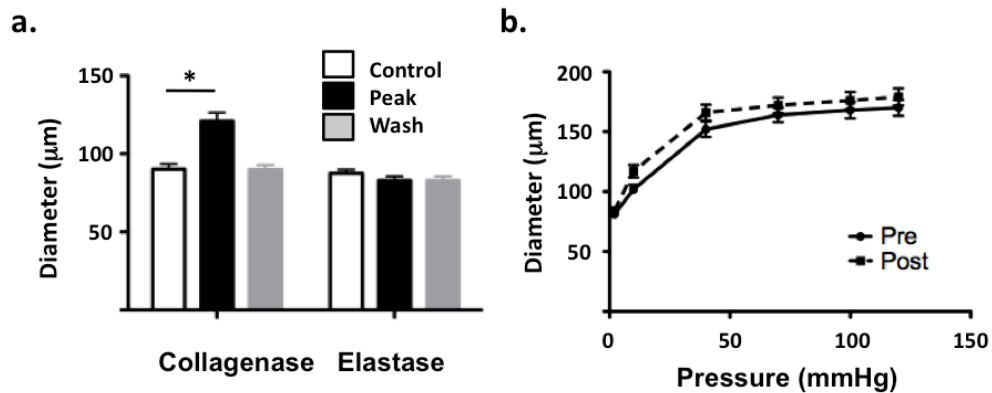 a.
150
100
50
Diameter (μm)
*
Control
Peak
Wash
Collagenase Elastase
b.
200
150
100
50
0 50 100 150
Diameter (μm)
Pre
Post
Pressure (mmHg)